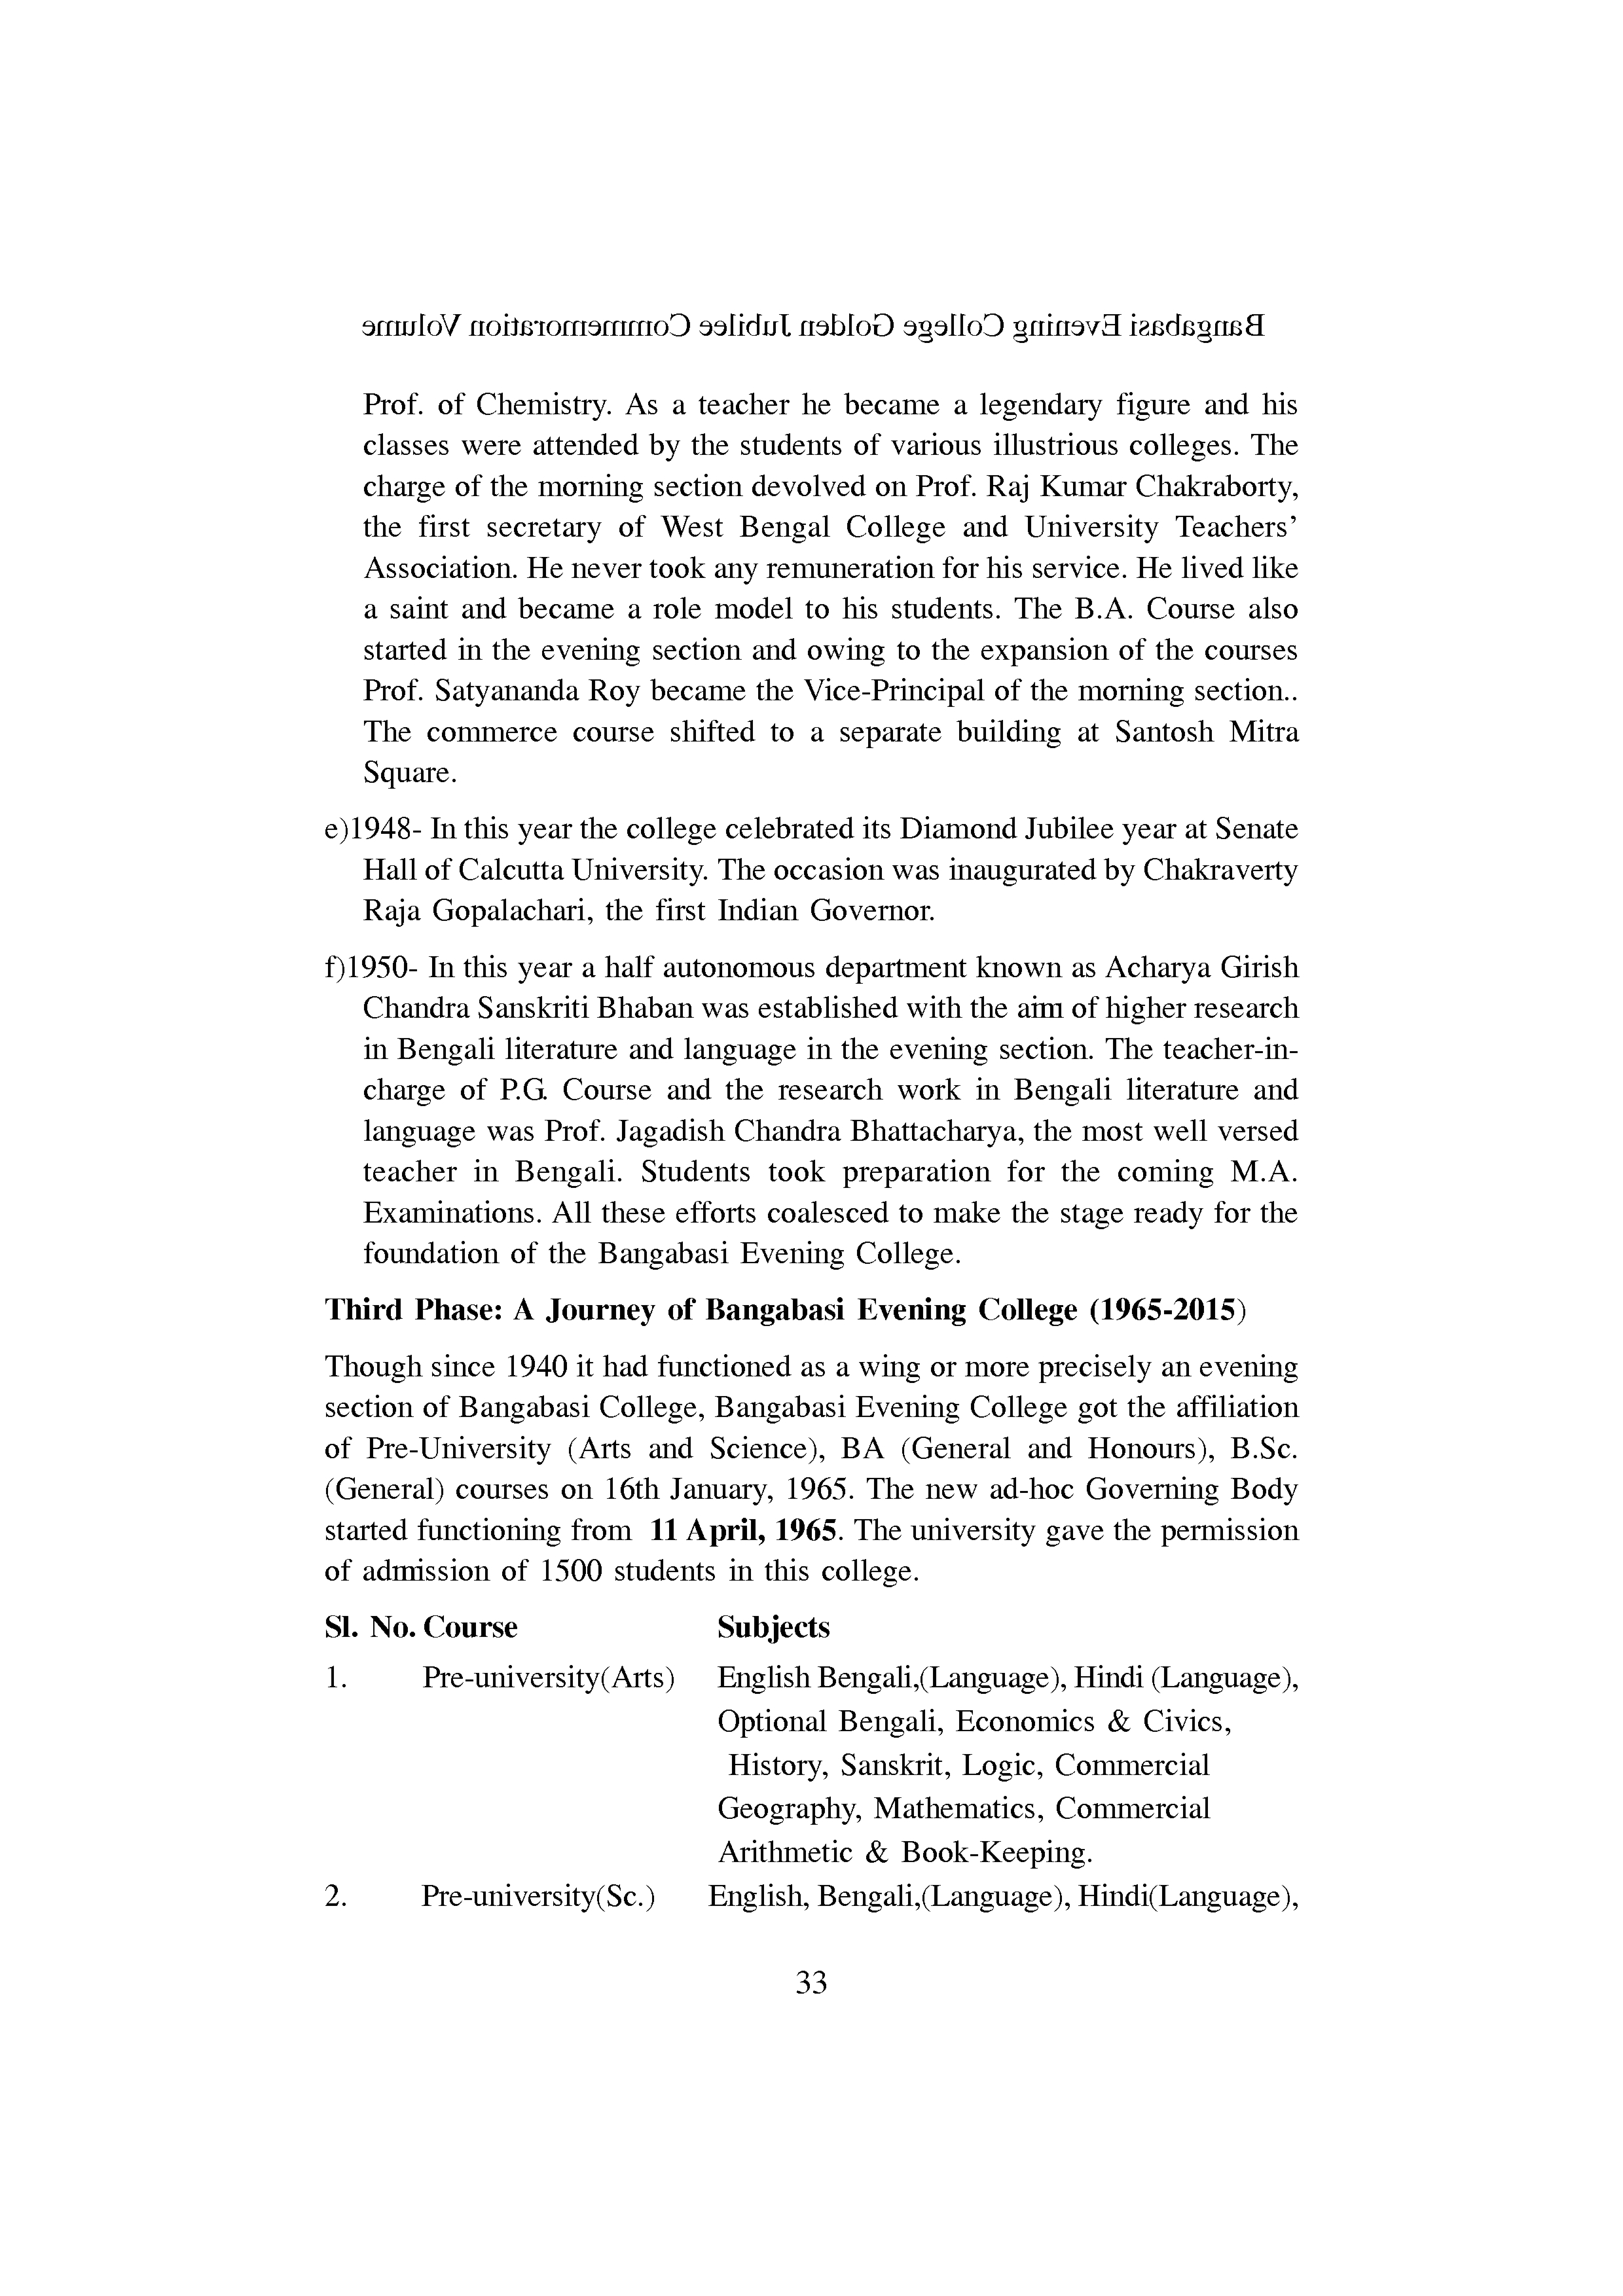 Bangabasi Evening College Golden Jubilee Commemoration Volume
Prof. of Chemistry. As a teacher he became a legendary figure and his
classes were attended by the students of various illustrious colleges. The
charge of the morning section devolved on Prof. Raj Kumar Chakraborty,
the first secretary of West Bengal College and University Teachers’
Association. He never took any remuneration for his service. He lived like
a saint and became a role model to his students. The B.A. Course also
started in the evening section and owing to the expansion of the courses
Prof. Satyananda Roy became the Vice-Principal of the morning section..
The commerce course shifted to a separate building at Santosh Mitra
Square.
e)1948- In this year the college celebrated its Diamond Jubilee year at Senate
Hall of Calcutta University. The occasion was inaugurated by Chakraverty
Raja Gopalachari, the first Indian Governor.
f)1950- In this year a half autonomous department known as Acharya Girish
Chandra Sanskriti Bhaban was established with the aim of higher research
in Bengali literature and language in the evening section. The teacher-in-
charge of P.G. Course and the research work in Bengali literature and
language was Prof. Jagadish Chandra Bhattacharya, the most well versed
teacher in Bengali. Students took preparation for the coming M.A.
Examinations. All these efforts coalesced to make the stage ready for the
foundation of the Bangabasi Evening College.
Third Phase: A Journey of Bangabasi Evening College (1965-2015)
Though since 1940 it had functioned as a wing or more precisely an evening
section of Bangabasi College, Bangabasi Evening College got the affiliation
of Pre-University (Arts and Science), BA (General and Honours), B.Sc.
(General) courses on 16th January, 1965. The new ad-hoc Governing Body
started functioning from 11 April, 1965. The university gave the permission
of admission of 1500 students in this college.
Sl. No. Course Subjects
1. Pre-university(Arts) English Bengali,(Language), Hindi (Language),
Optional Bengali, Economics & Civics,
History, Sanskrit, Logic, Commercial
Geography, Mathematics, Commercial
Arithmetic & Book-Keeping.
2. Pre-university(Sc.) English, Bengali,(Language), Hindi(Language),
33